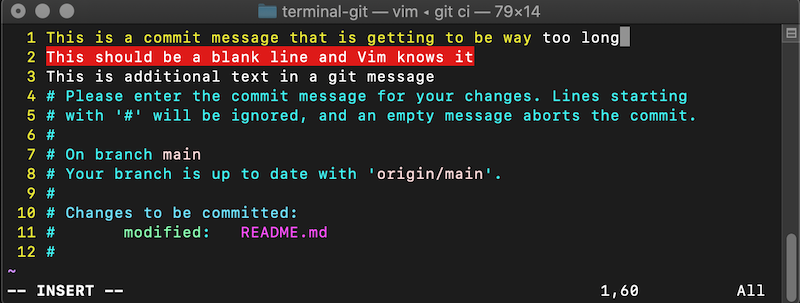 terminal-git — vim ◂ git ci — 79×14
1 This is a commit message that is getting to be way too long
2 This should be a blank line and Vim knows it
3 This is additional text in a git message
4 # Please enter the commit message for your changes. Lines starting
5 # with '#' will be ignored, and an empty message aborts the commit.
6 #
7 # On branch main
8 # Your branch is up to date with 'origin/main'.
9 #
10 # Changes to be committed:
11 #       modified:   README.md
12 #
~
-- INSERT -- 1,60 All